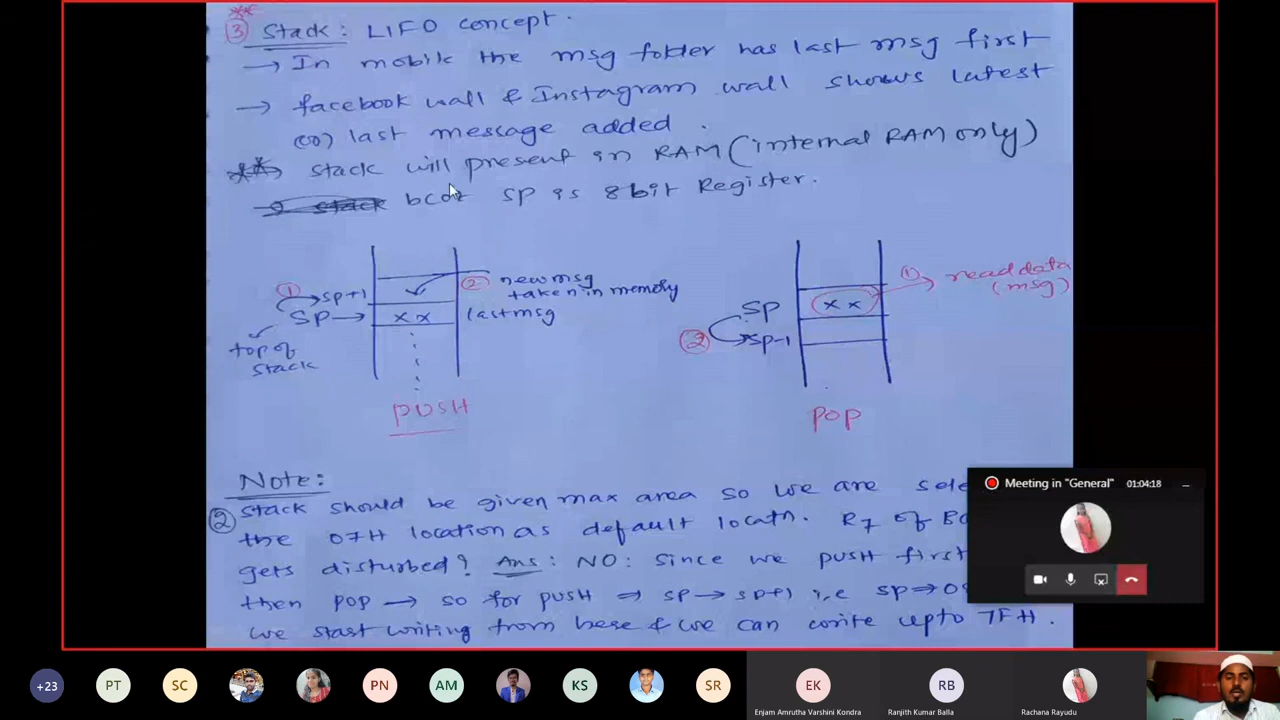 **
③ Stack: LIFO concept.
→ In mobile the msg folder has last msg first
→ facebook wall & Instagram wall shows latest
(or) last message added.
**→ stack will present in RAM (internal RAM only)
bcoz SP is 8 bit Register.
① SP+1
② new msg
taken in memory
SP → x x last msg
top of
stack
PUSH
① read data
(msg)
SP x x
② SP-1
POP
Note:
② Stack should be given max area so we are sele
the 07H location as default locatn. R7 of
gets disturbed? Ans: NO: Since we push first
then pop → so for push ⇒ SP → SP+1 i.e SP⇒0
we start writing from here & we can write upto 7FH.
Meeting in "General" 01:04:18
+23 PT SC PN AM KS SR EK RB
Enjam Amrutha Varshini Kondra Ranjith Kumar Balla Rachana Rayudu